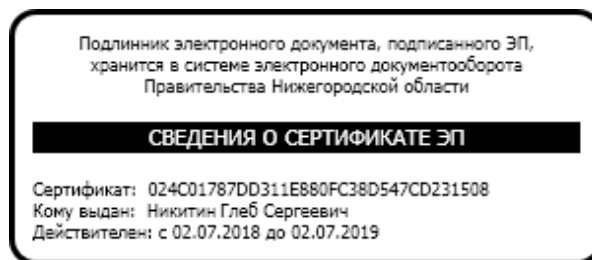 Подлинник электронного документа, подписанного ЭП,
хранится в системе электронного документооборота
Правительства Нижегородской области
СВЕДЕНИЯ О СЕРТИФИКАТЕ ЭП
Сертификат: 024C01787DD311E880FC38D547CD231508
Кому выдан: Никитин Глеб Сергеевич
Действителен: с 02.07.2018 до 02.07.2019